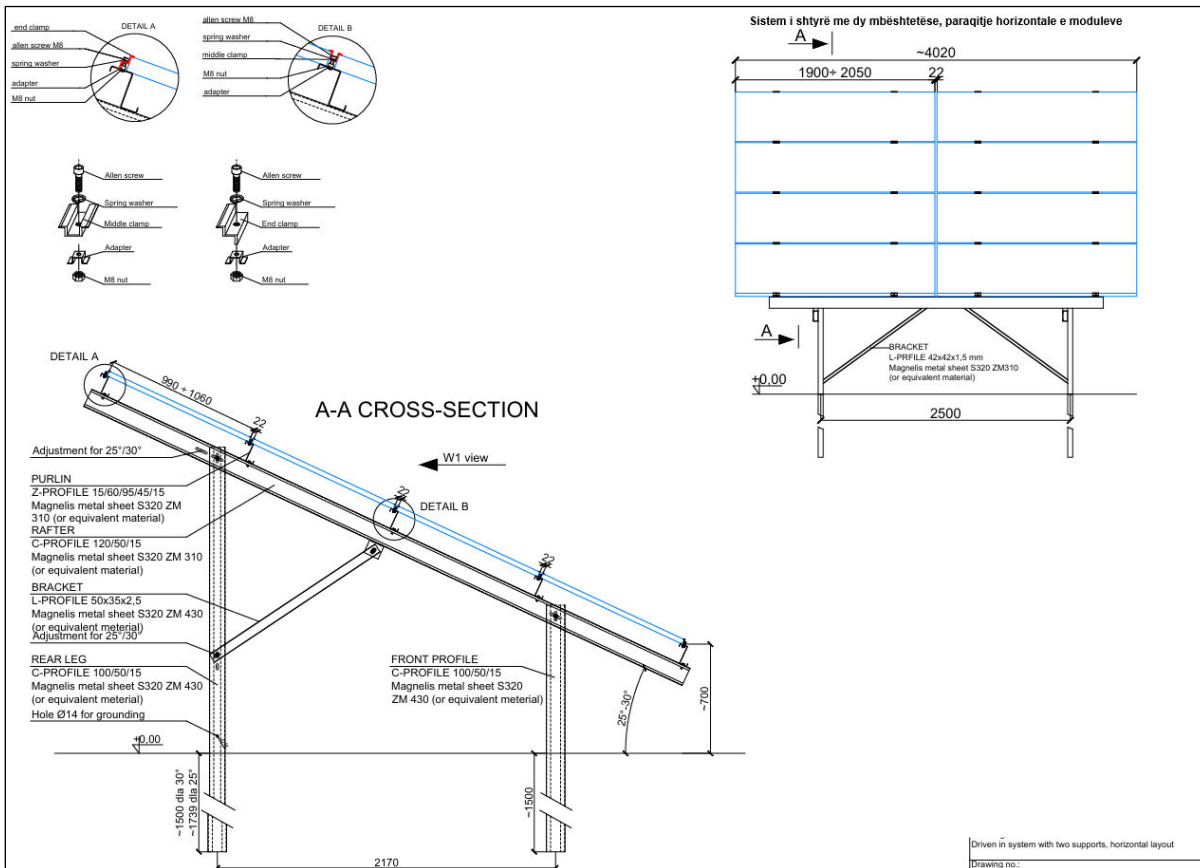 DETAIL A
end clamp
allen screw M8
spring washer
adapter
M8 nut
DETAIL B
allen screw M8
spring washer
middle clamp
M8 nut
adapter
Sistem i shtyrë me dy mbështetëse, paraqitje horizontale e moduleve
A
~4020
1900÷ 2050
22
A
BRACKET
L-PRFILE 42x42x1,5 mm
Magnelis metal sheet S320 ZM310
(or equivalent material)
±0,00
2500
Allen screw
Spring washer
Middle clamp
Adapter
M8 nut
Allen screw
Spring washer
End clamp
Adapter
M8 nut
DETAIL A
990 ÷ 1060
22
A-A CROSS-SECTION
W1 view
22
DETAIL B
22
Adjustment for 25°/30°
PURLIN
Z-PROFILE 15/60/95/45/15
Magnelis metal sheet S320 ZM
310 (or equivalent material)
RAFTER
C-PROFILE 120/50/15
Magnelis metal sheet S320 ZM 310
(or equivalent material)
BRACKET
L-PROFILE 50x35x2,5
Magnelis metal sheet S320 ZM 430
(or equivalent meterial)
Adjustment for 25°/30°
REAR LEG
C-PROFILE 100/50/15
Magnelis metal sheet S320 ZM 430
(or equivalent meterial)
Hole Ø14 for grounding
±0,00
FRONT PROFILE
C-PROFILE 100/50/15
Magnelis metal sheet S320
ZM 430 (or equivalent material)
25°-30°
~700
~1500 dla 30°
~1739 dla 25°
~1500
2170
Driven in system with two supports, horizontal layout
Drawing no.: